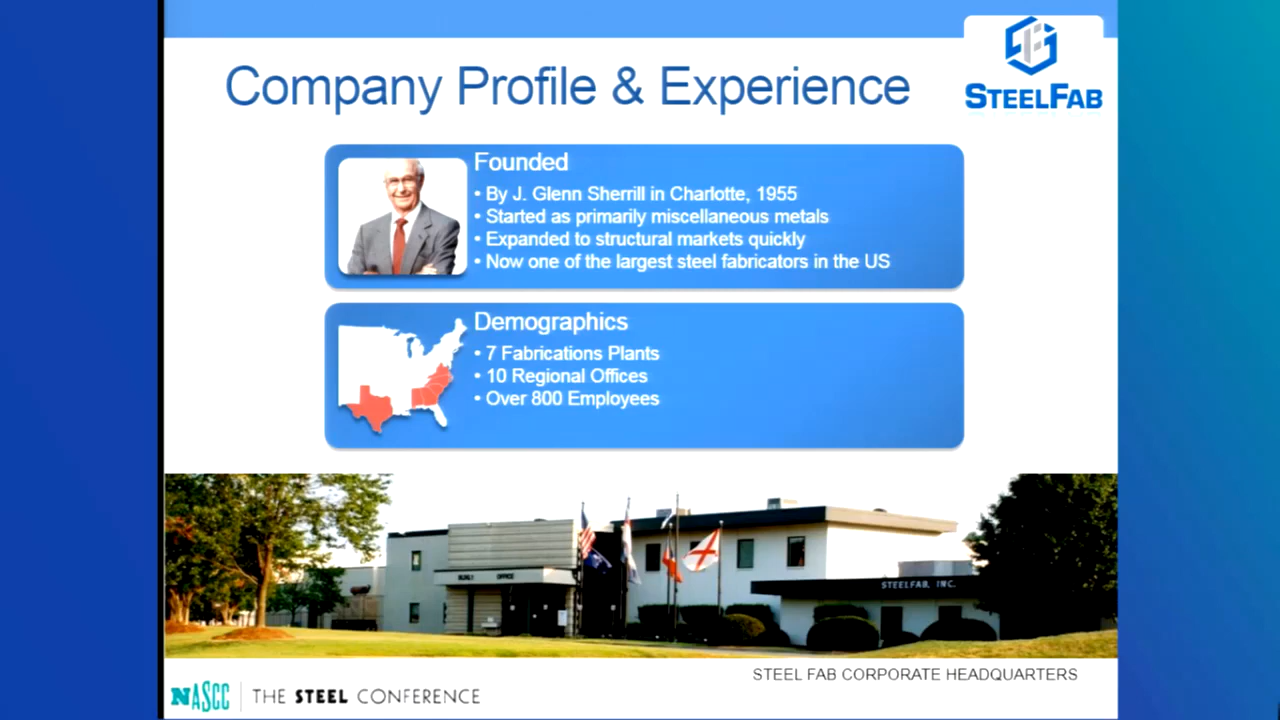 Company Profile & Experience
STEELFAB
Founded
• By J. Glenn Sherrill in Charlotte, 1955
• Started as primarily miscellaneous metals
• Expanded to structural markets quickly
• Now one of the largest steel fabricators in the US
Demographics
• 7 Fabrications Plants
• 10 Regional Offices
• Over 800 Employees
OFFICE
STEELFAB, INC.
STEEL FAB CORPORATE HEADQUARTERS
NASCC THE STEEL CONFERENCE